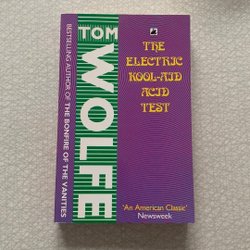 BESTSELLING AUTHOR OF THE BONFIRE OF THE VANITIES
TOM
WOLFE
THE
ELECTRIC
KOOL-AID
ACID
TEST
'An American Classic'
Newsweek